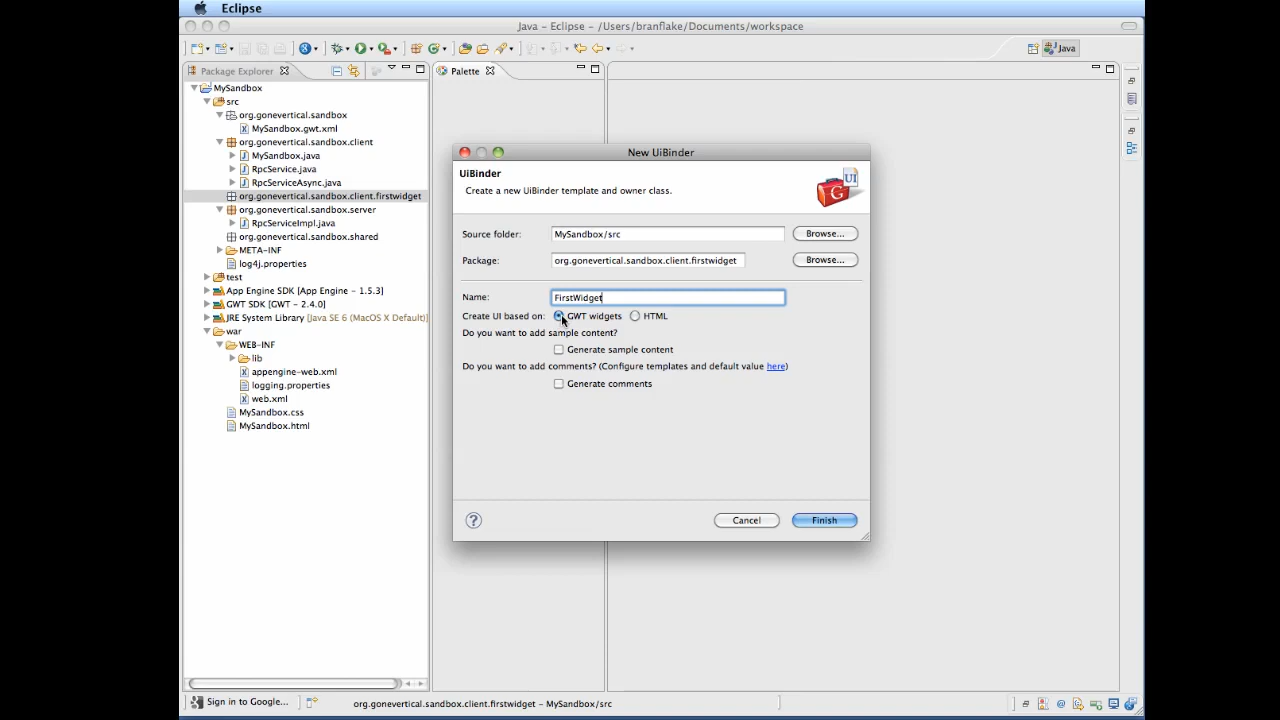 Eclipse
Java – Eclipse – /Users/branflake/Documents/workspace
Java
Package Explorer
Palette
MySandbox
src
org.gonevertical.sandbox
MySandbox.gwt.xml
org.gonevertical.sandbox.client
MySandbox.java
RpcService.java
RpcServiceAsync.java
org.gonevertical.sandbox.client.firstwidget
org.gonevertical.sandbox.server
RpcServiceImpl.java
org.gonevertical.sandbox.shared
META-INF
log4j.properties
test
App Engine SDK [App Engine - 1.5.3]
GWT SDK [GWT - 2.4.0]
JRE System Library [Java SE 6 (MacOS X Default)]
war
WEB-INF
lib
appengine-web.xml
logging.properties
web.xml
MySandbox.css
MySandbox.html
New UiBinder
UiBinder
Create a new UiBinder template and owner class.
UI
G
Source folder: MySandbox/src Browse...
Package: org.gonevertical.sandbox.client.firstwidget Browse...
Name: FirstWidget
Create UI based on: GWT widgets HTML
Do you want to add sample content?
Generate sample content
Do you want to add comments? (Configure templates and default value here)
Generate comments
? Cancel Finish
Sign in to Google... org.gonevertical.sandbox.client.firstwidget – MySandbox/src